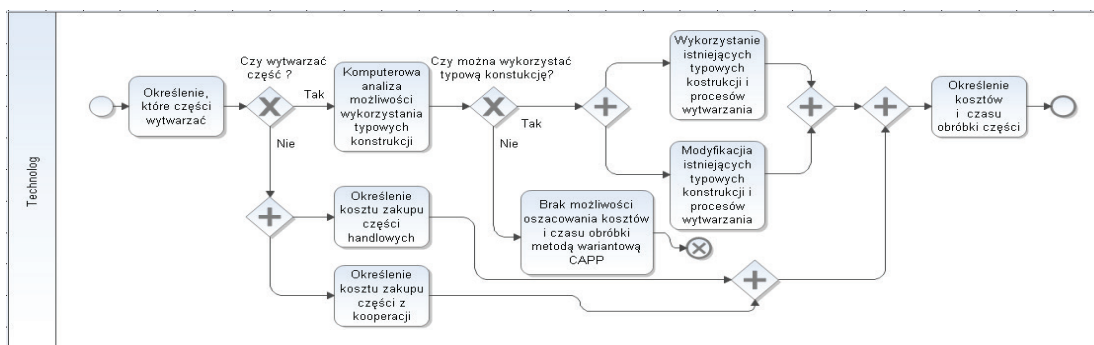 Technolog
Określenie,
które części
wytwarzać
Czy wytwarzać
część ?
Tak
Nie
Komputerowa
analiza
możliwości
wykorzystania
typowych
konstrukcji
Czy można wykorzystać
typową konstukcję?
Tak
Nie
Wykorzystanie
istniejących
typowych
kostrukcji i
procesów
wytwarzania
Modyfikacjia
istniejących
typowych
konstrukcji i
procesów
wytwarzania
Określenie
kosztów
i czasu
obróbki części
Określenie
kosztu zakupu
części
handlowych
Brak możliwości
oszacowania kosztów
i czasu obróbki
metodą wariantową
CAPP
Określenie
kosztu zakupu
części z
kooperacji